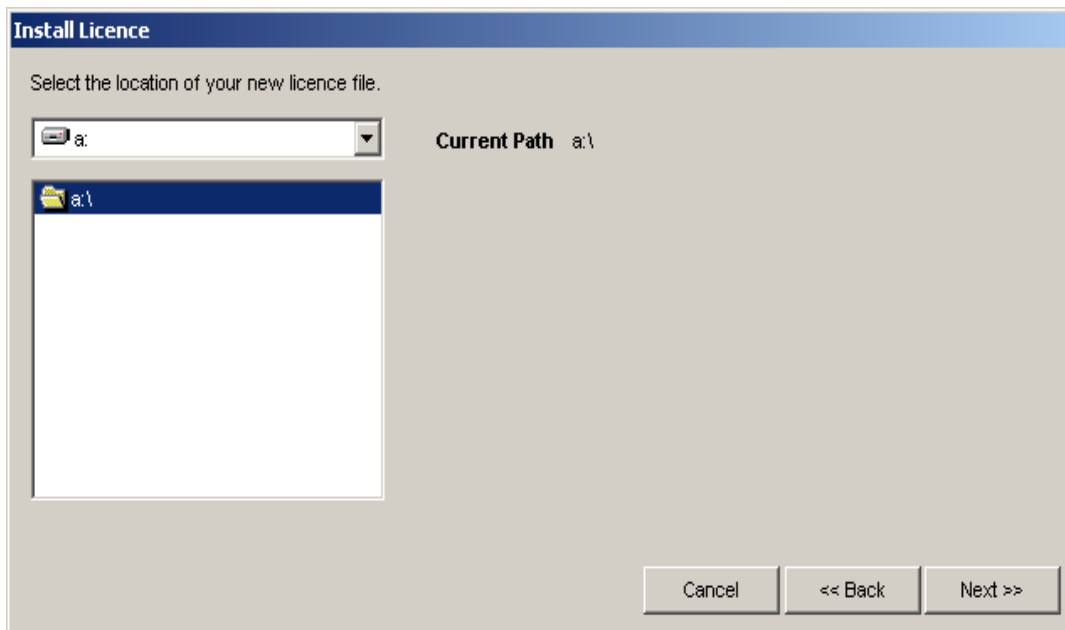 Install Licence
Select the location of your new licence file.
a:
Current Path a:\
a:\
Cancel
<< Back
Next >>